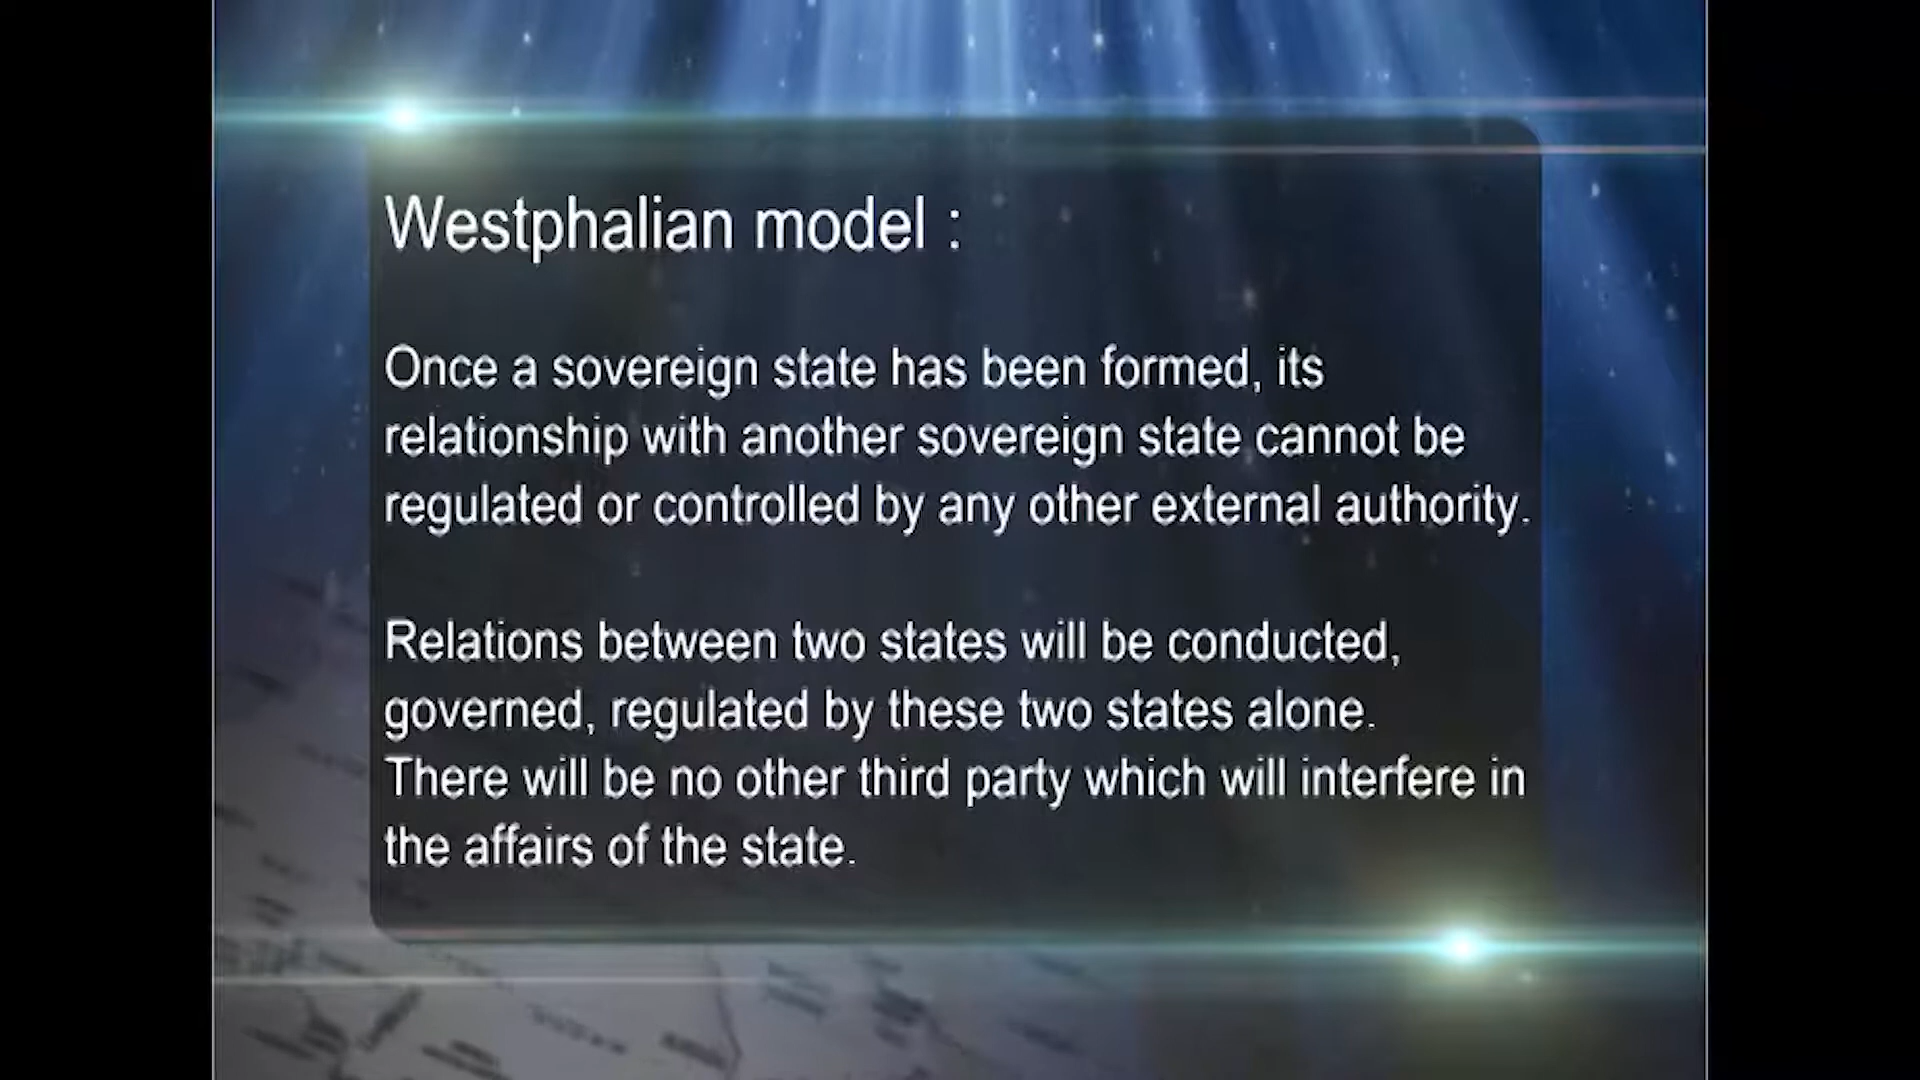 Westphalian model :
Once a sovereign state has been formed, its
relationship with another sovereign state cannot be
regulated or controlled by any other external authority.
Relations between two states will be conducted,
governed, regulated by these two states alone.
There will be no other third party which will interfere in
the affairs of the state.